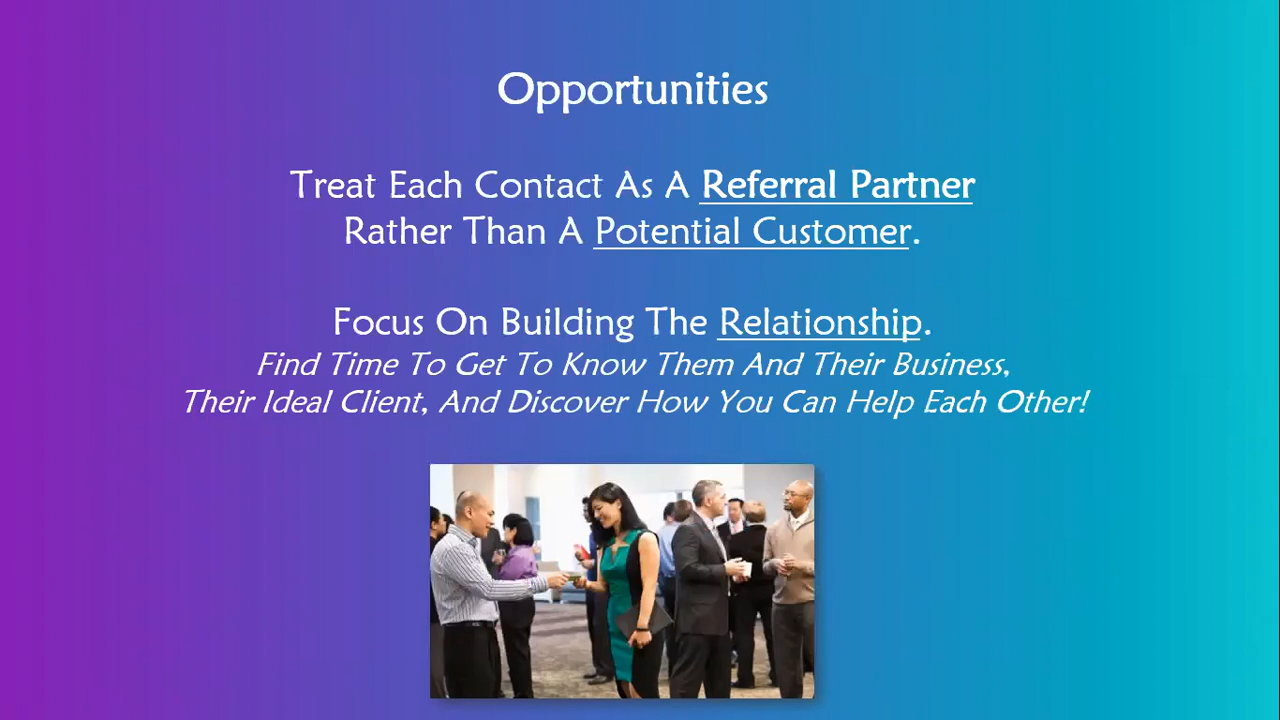 Opportunities
Treat Each Contact As A Referral Partner
Rather Than A Potential Customer.
Focus On Building The Relationship.
Find Time To Get To Know Them And Their Business,
Their Ideal Client, And Discover How You Can Help Each Other!